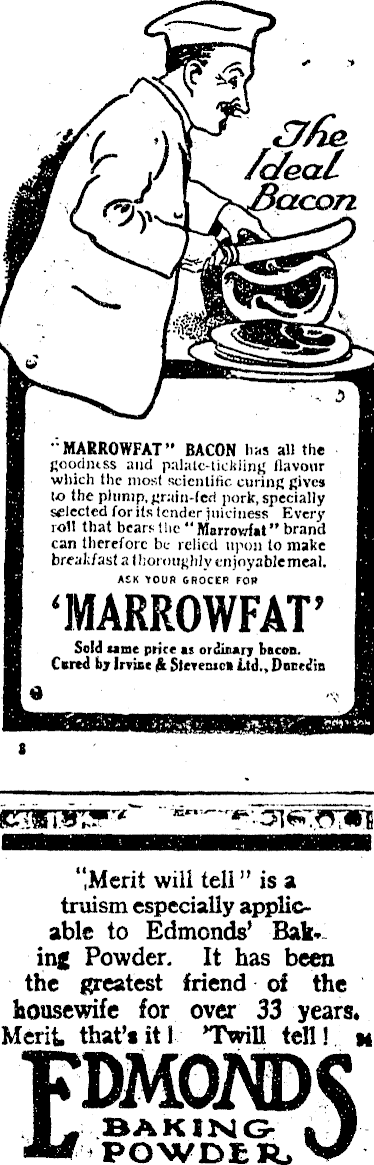 The
Ideal
Bacon
"MARROWFAT" BACON has all the
goodness and palate-tickling flavour
which the most scientific curing gives
to the plump, grain-fed pork, specially
selected for its tender juiciness Every
roll that bears the "Marrowfat" brand
can therefore be relied upon to make
breakfast a thoroughly enjoyable meal.
ASK YOUR GROCER FOR
'MARROWFAT'
Sold same price as ordinary bacon.
Cured by Irvine & Stevenson Ltd., Dunedin
8
"Merit will tell" is a
truism especially applic-
able to Edmonds' Bak-
ing Powder. It has been
the greatest friend of the
housewife for over 33 years.
Merit, that's it! 'Twill tell!
EDMONDS
BAKING
POWDER